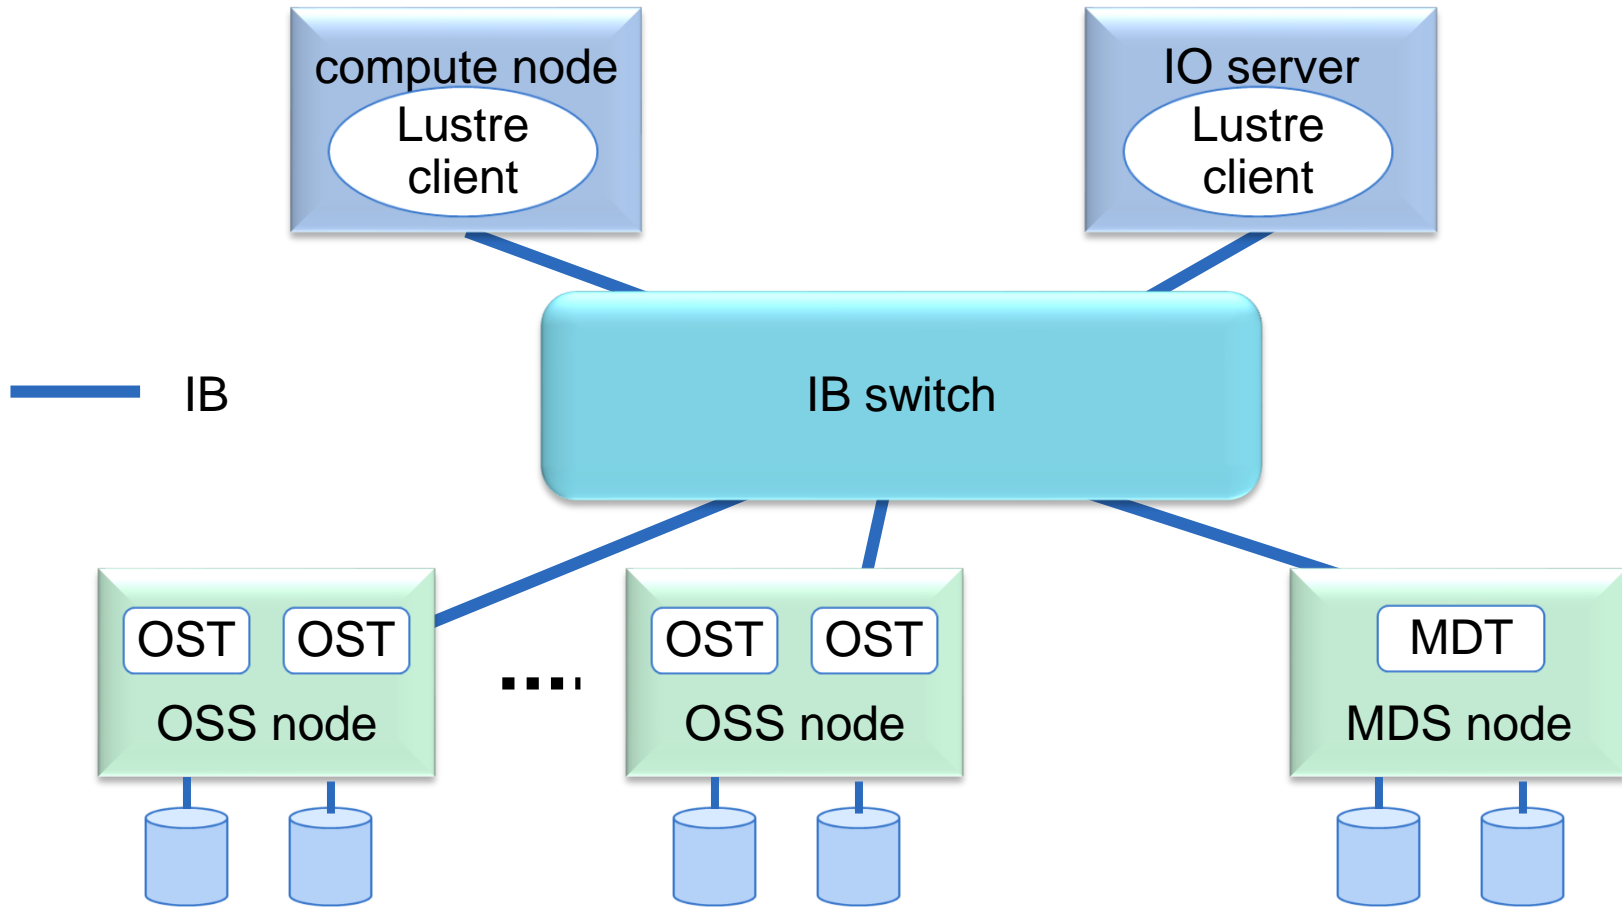 compute node
Lustre
client
IO server
Lustre
client
IB
IB switch
OST
OST
OSS node
OST
OST
OSS node
MDT
MDS node